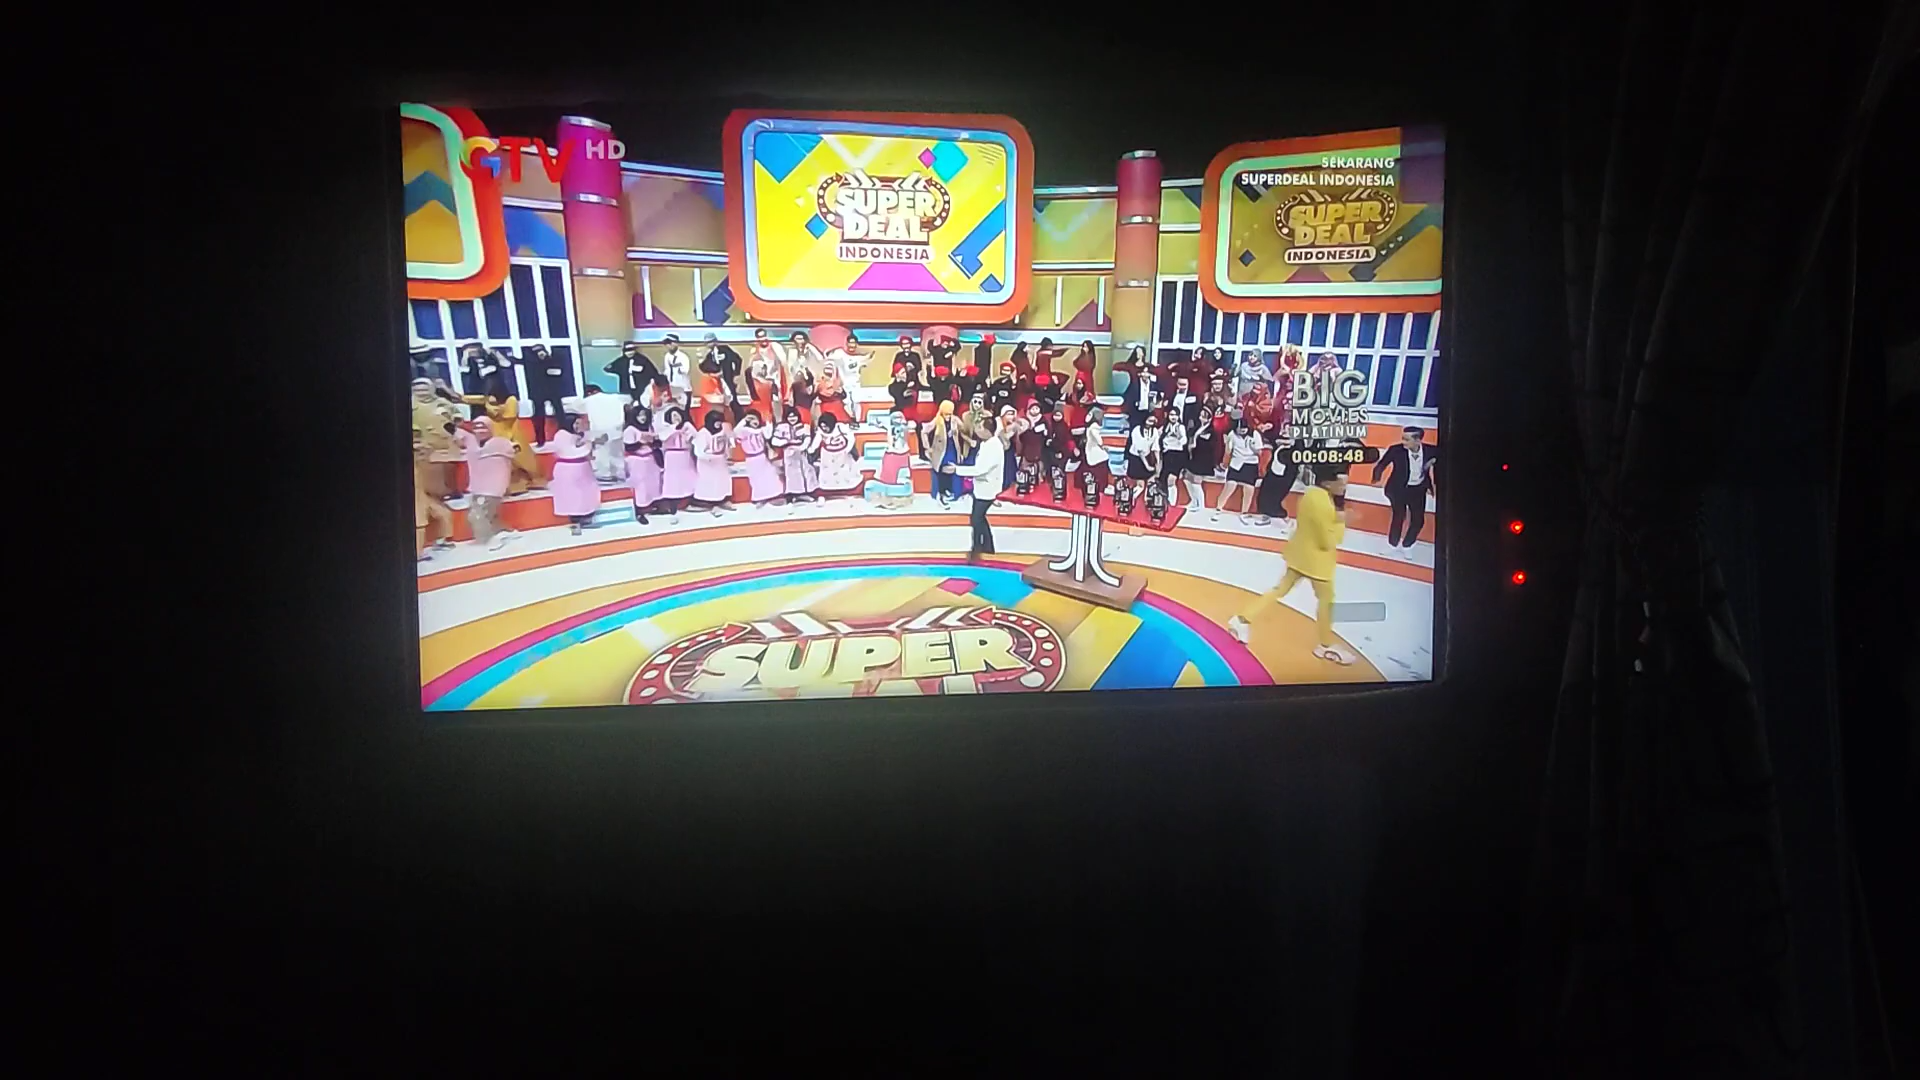 GTV HD
SEKARANG
SUPERDEAL INDONESIA
SUPER
DEAL
INDONESIA
SUPER
DEAL
INDONESIA
BIG
MOVIES
PLATINUM
00:08:48
SUPER